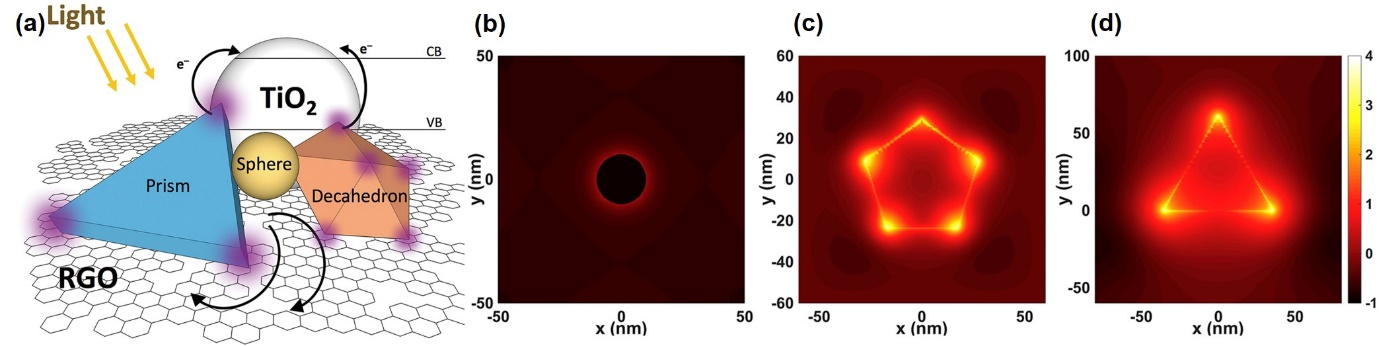 (a)
Light
e⁻
e⁻
CB
TiO₂
VB
Sphere
Prism
Decahedron
RGO
(b)
50
0
-50
y (nm)
-50
0
50
x (nm)
(c)
60
40
20
0
-20
-40
-60
y (nm)
-50
0
50
x (nm)
(d)
100
50
0
-50
y (nm)
-50
0
50
x (nm)
4
3
2
1
0
-1